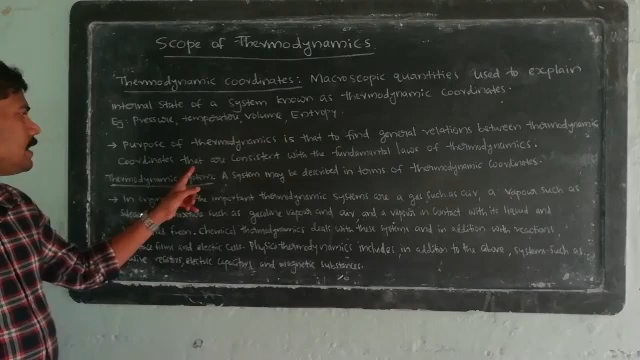 Scope of Thermodynamics
Thermodynamic coordinates: Macroscopic quantities used to explain
internal state of a system known as thermodynamic coordinates.
Eg: Pressure, temperature, volume, Entropy.
→ Purpose of thermodynamics is that to find general relations between thermodynamic
coordinates that are consistent with the fundamental laws of thermodynamics.
Thermodynamic A system may be described in terms of thermodynamic coordinates.
→ In the important thermodynamic systems are a gas such as air, a vapour such as
such as gasoline vapour and air, and a vapour in contact with its liquid and
from. Chemical thermodynamics deals with these systems and in addition with
films and electric cells. Physics thermodynamics includes, in addition to the above, systems such as
electric capacitors, and magnetic substances.